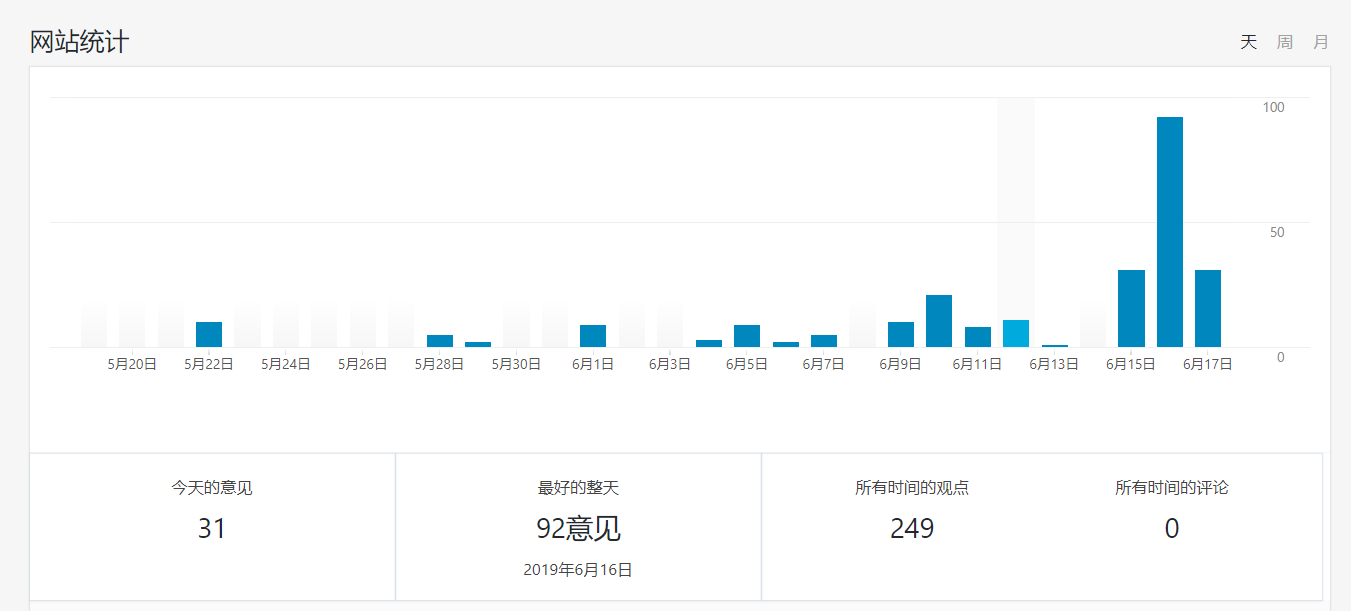 网站统计
天 周 月
100
50
0
5月20日 5月22日 5月24日 5月26日 5月28日 5月30日 6月1日 6月3日 6月5日 6月7日 6月9日 6月11日 6月13日 6月15日 6月17日
今天的意见
31
最好的整天
92意见
2019年6月16日
所有时间的观点
249
所有时间的评论
0